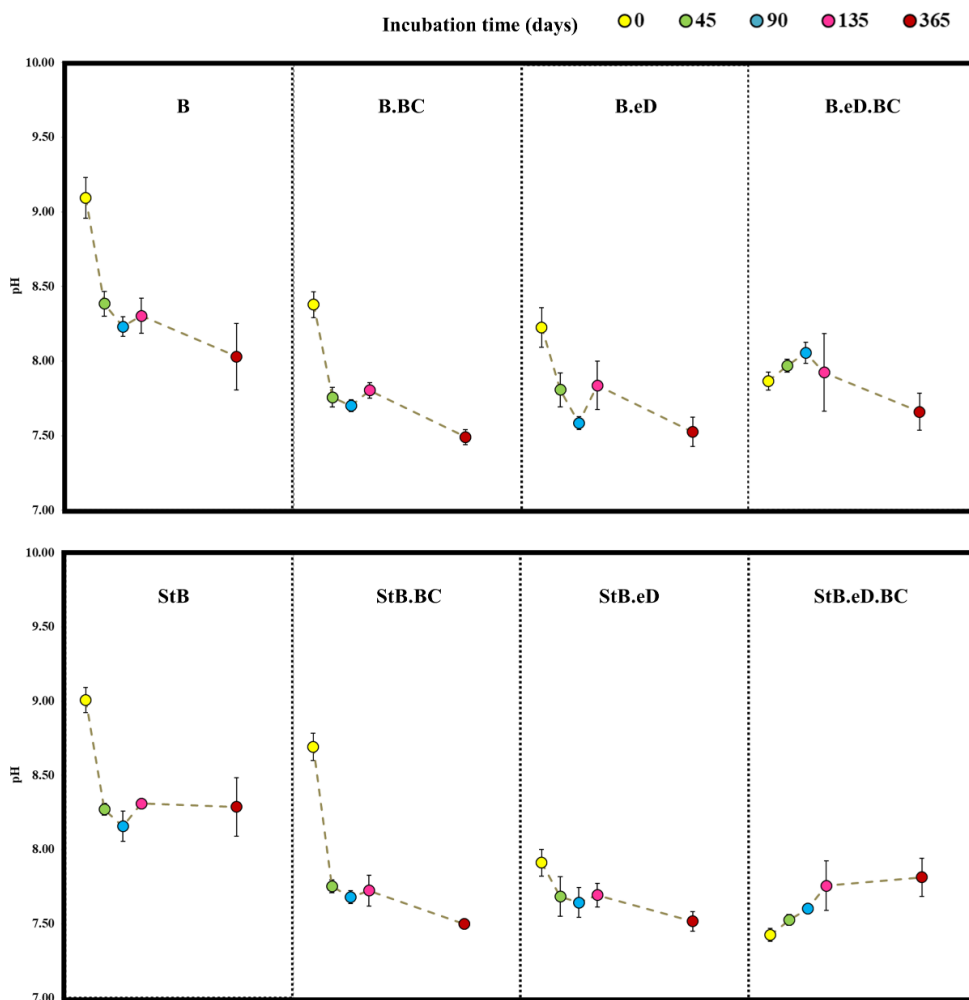 Incubation time (days) 0 45 90 135 365
10.00
B B.BC B.eD B.eD.BC
9.50
9.00
8.50
pH
8.00
7.50
7.00
10.00
StB StB.BC StB.eD StB.eD.BC
9.50
9.00
8.50
pH
8.00
7.50
7.00